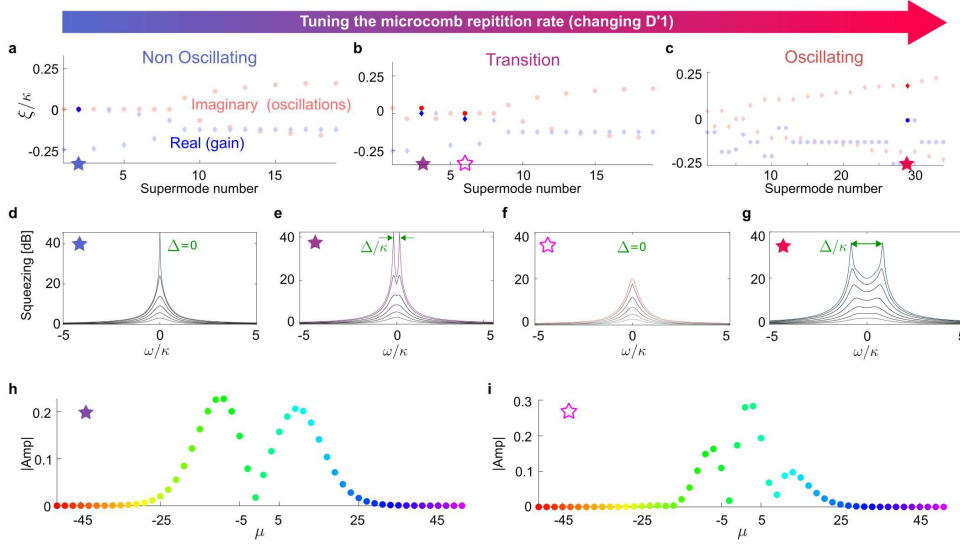 Tuning the microcomb repitition rate (changing D'1)
a
b
c
Non Oscillating
Transition
Oscillating
ξ/κ
0.25
0
-0.25
Imaginary (oscillations)
Real (gain)
5 10 15
Supermode number
0.25
0
-0.25
5 10 15
Supermode number
0.25
0
-0.25
10 20 30
Supermode number
d
e
f
g
Squeezing [dB]
40
20
0
Δ=0
-5 0 5
ω/κ
40
20
0
Δ/κ
-5 0 5
ω/κ
40
20
0
Δ=0
-5 0 5
ω/κ
40
20
0
Δ/κ
-5 0 5
ω/κ
h
|Amp|
0.2
0.1
0
-45 -25 -5 5 25 45
μ
i
|Amp|
0.3
0.2
0.1
0
-45 -25 -5 5 25 45
μ